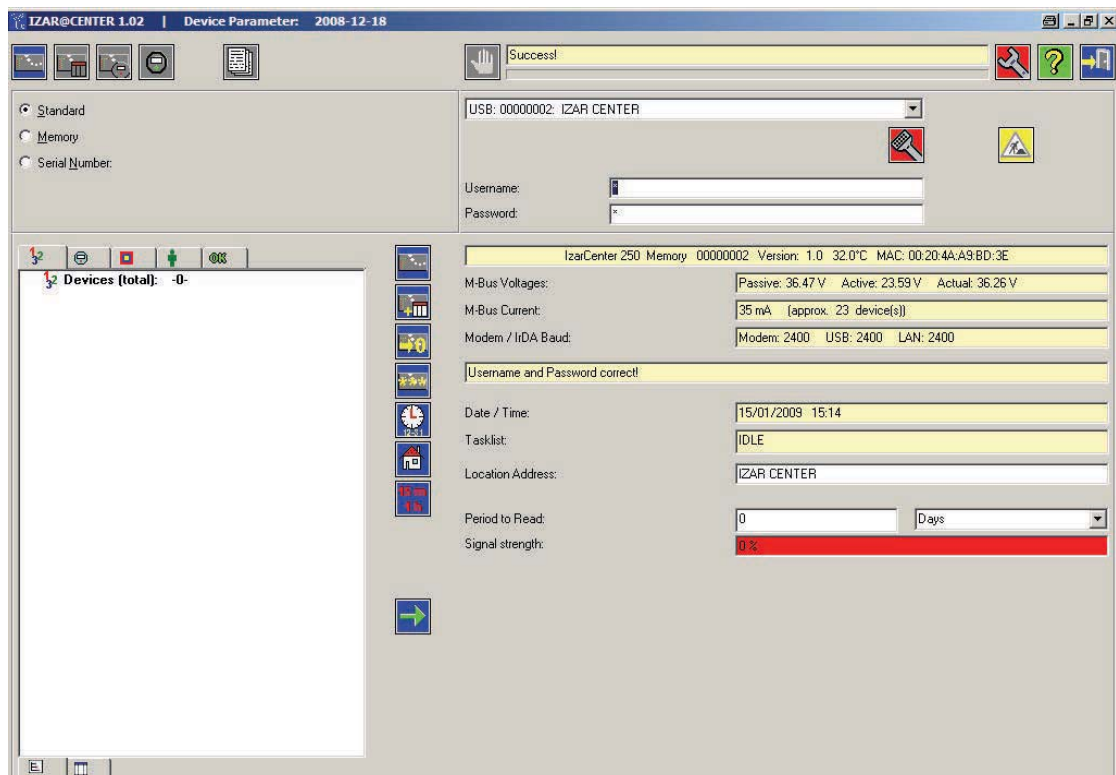 IZAR@CENTER 1.02 | Device Parameter: 2008-12-18
Success!
Standard
Memory
Serial Number:
USB: 00000002: IZAR CENTER
Username: *
Password: *
IzarCenter 250 Memory 00000002 Version: 1.0 32.0°C MAC: 00:20:4A:A9:BD:3E
Devices (total): -0-
M-Bus Voltages: Passive: 36.47 V Active: 23.59 V Actual: 36.26 V
M-Bus Current: 35 mA (approx. 23 device(s))
Modem / IrDA Baud: Modem: 2400 USB: 2400 LAN: 2400
Username and Password correct!
Date / Time: 15/01/2009 15:14
Tasklist: IDLE
Location Address: IZAR CENTER
Period to Read: 0 Days
Signal strength: 0 %